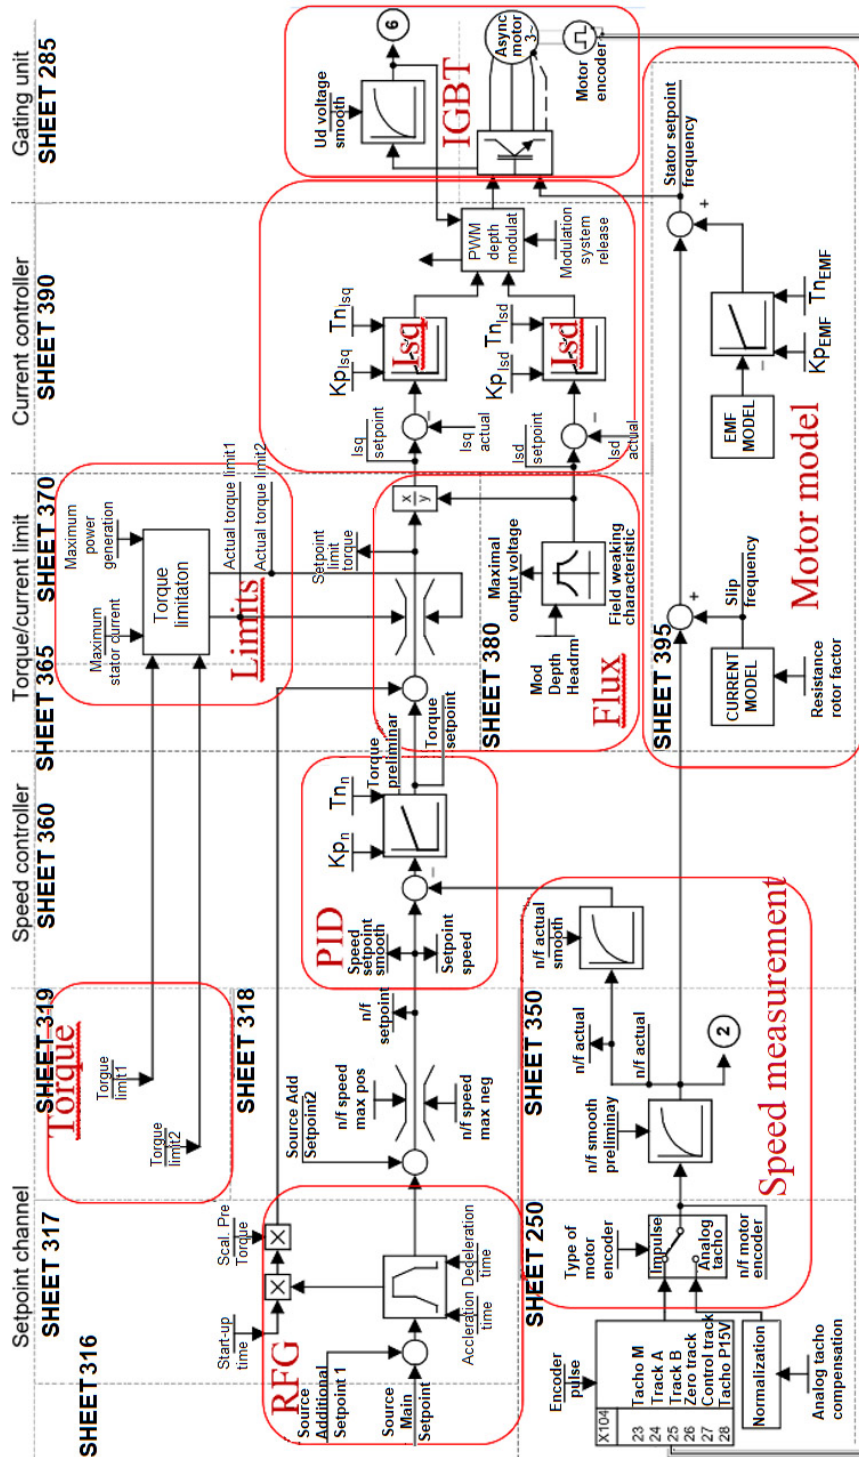 Setpoint channel
Speed controller
Torque/current limit
Current controller
Gating unit
SHEET316
SHEET 317
SHEET 318
SHEET 319
SHEET 360
SHEET 365
SHEET 370
SHEET 390
SHEET 285
Torque
Torgue
limit1
Torgue
limit2
Maximum
stator current
Maximum
power
generation
Torque
limitaton
Actual torque limit1
Actual torque limit2
Limits
Ud voltage
smooth
6
IGBT
Async
motor
3~
Motor
encoder
Start-up
time
Scal. Pre
Torque
X
X
RFG
Source
Additional
Setpoint 1
Source
Main
Setpoint
Accleration
time
Dedeleration
time
Source Add
Setpoint2
n/f speed
max pos
n/f speed
max neg
n/f
setpoint
PID
Speed
setpoint
smooth
Setpoint
speed
Kpn
Tnn
Torque
preliminar
Torque
setpoint
Setpoint
limit
torque
x
y
Isq
setpoint
Isq
actual
KpIsq
TnIsq
Isq
Isd
setpoint
Isd
actual
KpIsd
TnIsd
Isd
PWM
depth
modulat
Modulation
system
release
SHEET 380
Flux
Mod
Depth
Headrm
Maximal
output voltage
Field weaking
characteristic
SHEET 250
SHEET 350
SHEET 395
Encoder
pulse
X104
23 Tacho M
24 Track A
25 Track B
26 Zero track
27 Control track
28 Tacho P15V
Normalization
Analog tacho
compensation
Type of
motor
encoder
Impulse
Analog
tacho
n/f motor
encoder
n/f smooth
preliminay
n/f actual
n/f actual
n/f actual
smooth
2
Speed measurement
CURRENT
MODEL
Resistance
rotor factor
Slip
frequency
+
EMF
MODEL
KpEMF
TnEMF
+
Stator setpoint
frequency
Motor model